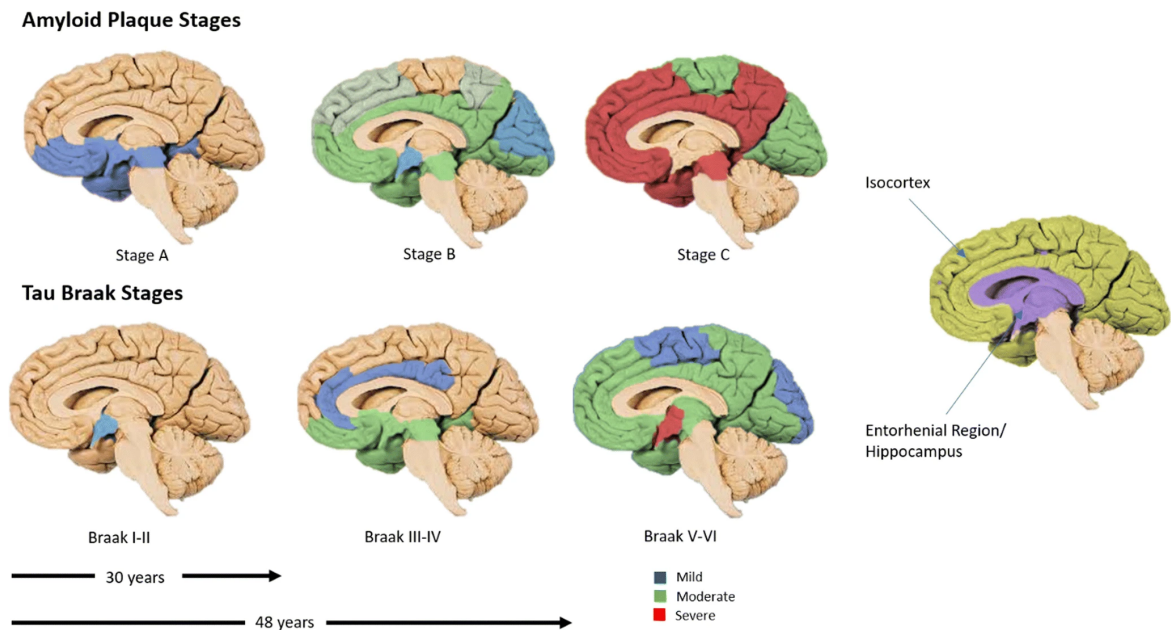 Amyloid Plaque Stages
Stage A
Stage B
Stage C
Isocortex
Tau Braak Stages
Entorhenial Region/
Hippocampus
Braak I-II
Braak III-IV
Braak V-VI
30 years
48 years
Mild
Moderate
Severe